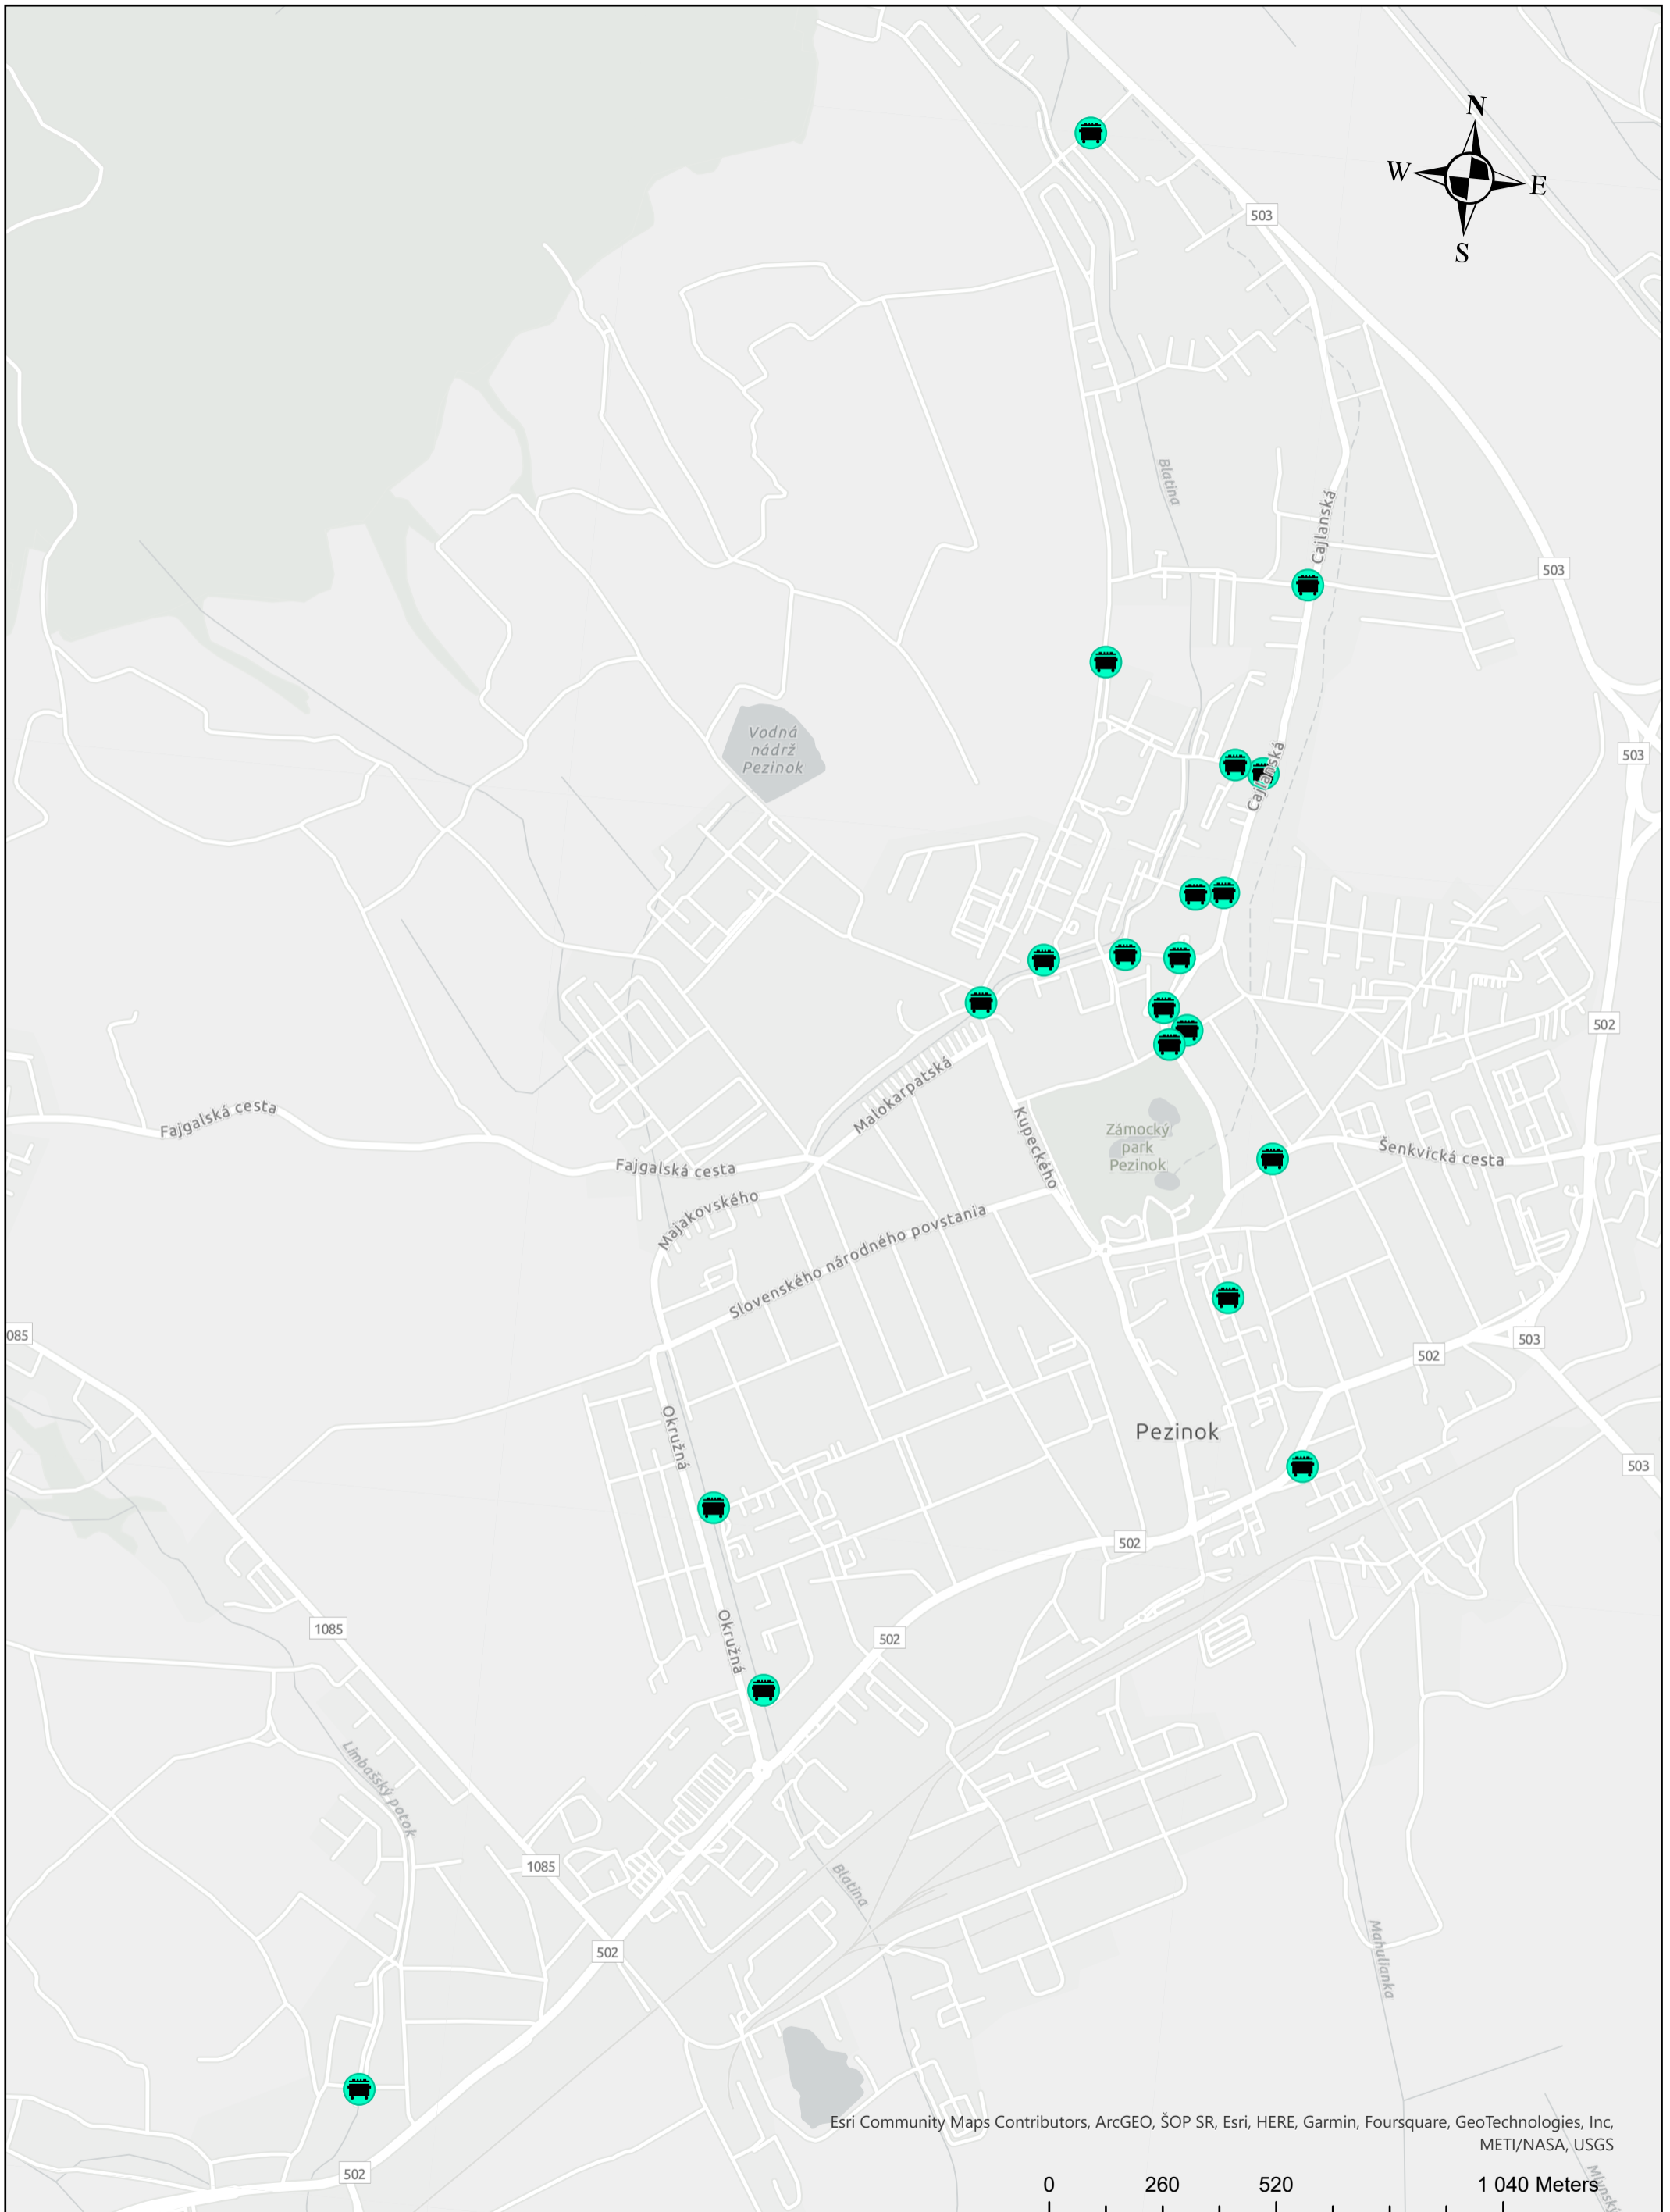 N
W
E
S
503
Blatina
Cajlanská
503
Vodná
nádrž
Pezinok
Cajlanská
503
502
Malokarpatská
Fajgalská cesta
Kupeckého
Zámocký
park
Pezinok
Šenkvická cesta
Fajgalská cesta
Majakovského
Slovenského národného povstania
085
503
502
Okružná
Pezinok
503
502
1085
Okružná
502
Limbašský potok
1085
Blatina
502
Mahulianka
Esri Community Maps Contributors, ArcGEO, ŠOP SR, Esri, HERE, Garmin, Foursquare, GeoTechnologies, Inc,
METI/NASA, USGS
502
0 260 520 1 040 Meters